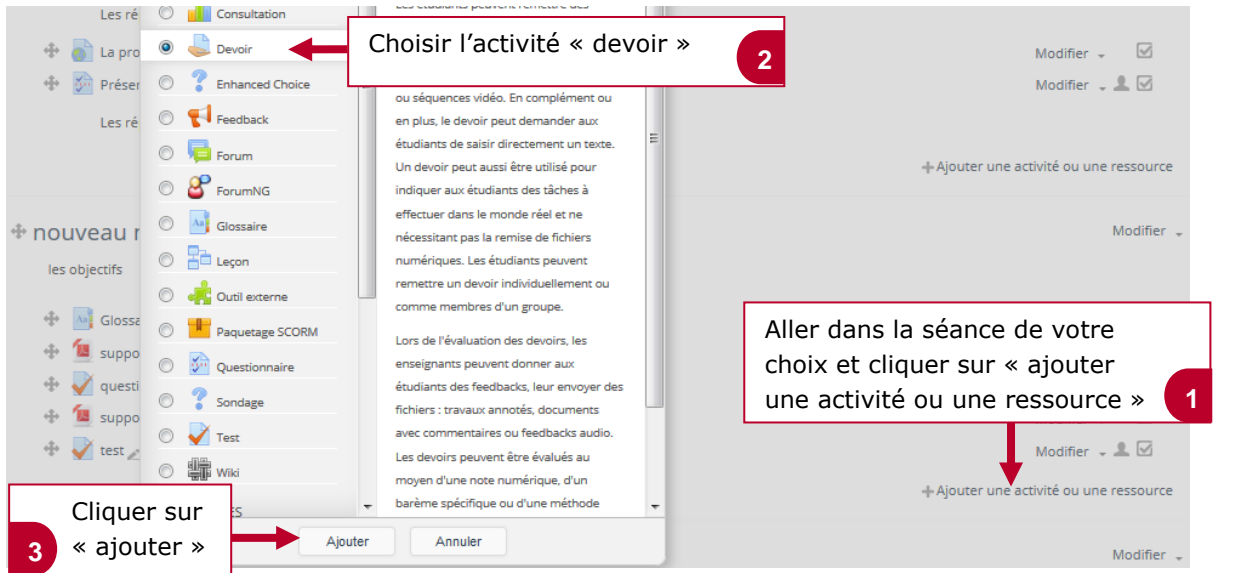 Les ré
La pro
Présen
Les ré
nouveau r
les objectifs
Glossa
suppo
questi
suppo
test
Consultation
Devoir
Enhanced Choice
Feedback
Forum
ForumNG
Glossaire
Leçon
Outil externe
Paquetage SCORM
Questionnaire
Sondage
Test
Wiki
ES
Les étudiants peuvent remettre des
ou séquences vidéo. En complément ou
en plus, le devoir peut demander aux
étudiants de saisir directement un texte.
Un devoir peut aussi être utilisé pour
indiquer aux étudiants des tâches à
effectuer dans le monde réel et ne
nécessitant pas la remise de fichiers
numériques. Les étudiants peuvent
remettre un devoir individuellement ou
comme membres d'un groupe.
Lors de l'évaluation des devoirs, les
enseignants peuvent donner aux
étudiants des feedbacks, leur envoyer des
fichiers : travaux annotés, documents
avec commentaires ou feedbacks audio.
Les devoirs peuvent être évalués au
moyen d'une note numérique, d'un
barème spécifique ou d'une méthode
Ajouter
Annuler
Choisir l'activité « devoir »
2
Modifier
Modifier
Ajouter une activité ou une ressource
Modifier
Aller dans la séance de votre
choix et cliquer sur « ajouter
une activité ou une ressource »
1
Modifier
Ajouter une activité ou une ressource
Modifier
Cliquer sur
« ajouter »
3